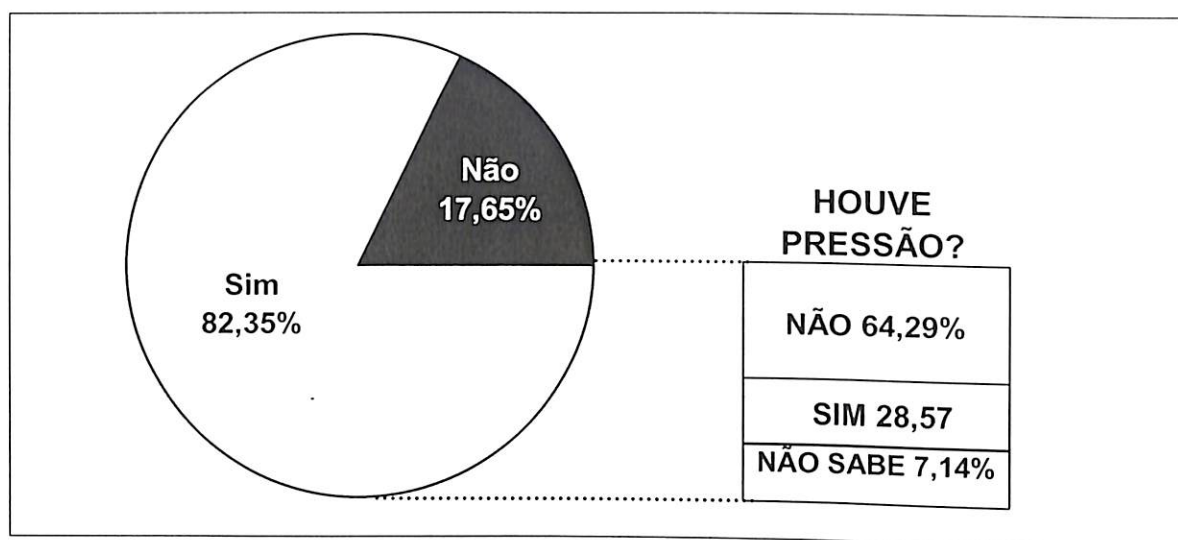 Não
17,65%
Sim
82,35%
HOUVE
PRESSÃO?
NÃO 64,29%
SIM 28,57
NÃO SABE 7,14%